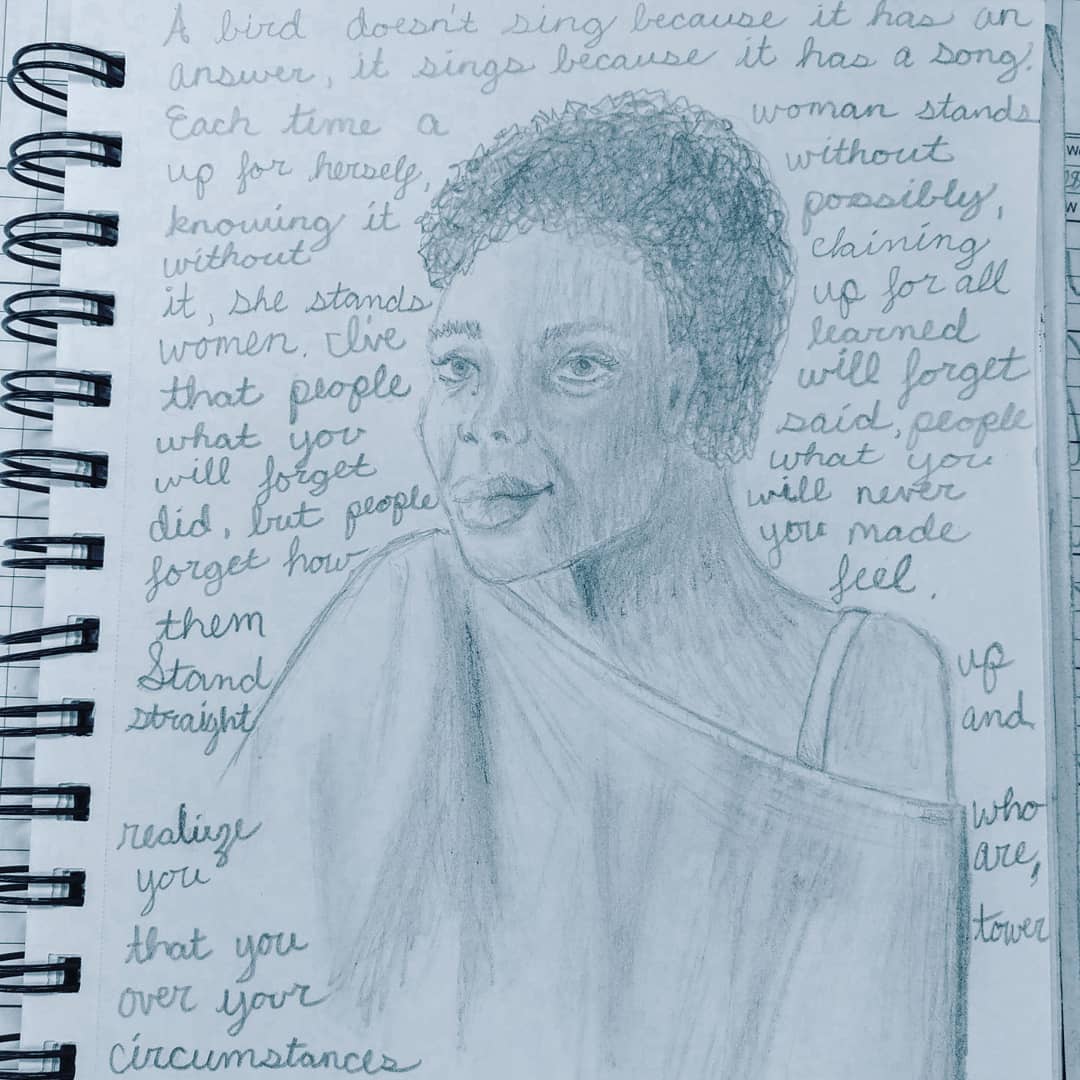 A bird doesn't sing because it has an
answer, it sings because it has a song.
Each time a woman stands
up for herself, without
knowing it possibly,
without claining
it, she stands up for all
women. I've learned
that people will forget
what you said, people
will forget what you
did, but people will never
forget how you made
them feel.
Stand up
straight and
realieze who
you are,
that you tower
over your
circumstances